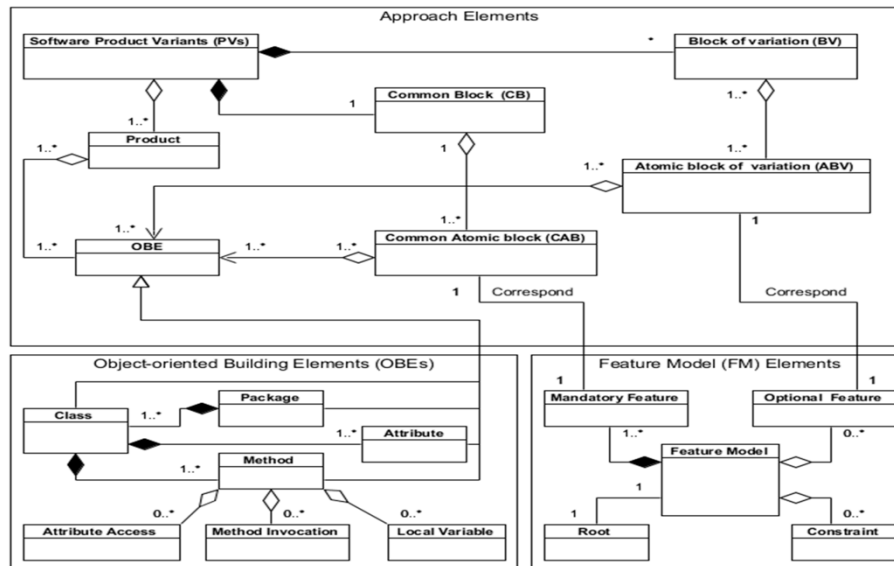 Approach Elements
Software Product Variants (PVs)
*
Block of variation (BV)
Common Block (CB)
1
1..*
1..*
Product
1..*
1
1..*
1..*
Atomic block of variation (ABV)
1..*
1..*
1..*
OBE
1..*
1..*
1..*
Common Atomic block (CAB)
1
1
Correspond
Correspond
Object-oriented Building Elements (OBEs)
Feature Model (FM) Elements
1
1
Package
Mandatory Feature
Optional Feature
Class
1..*
1..*
Attribute
1..*
0..*
Method
Feature Model
1..*
1
0..*
0..*
0..*
1
0..*
Attribute Access
Method Invocation
Local Variable
Root
Constraint